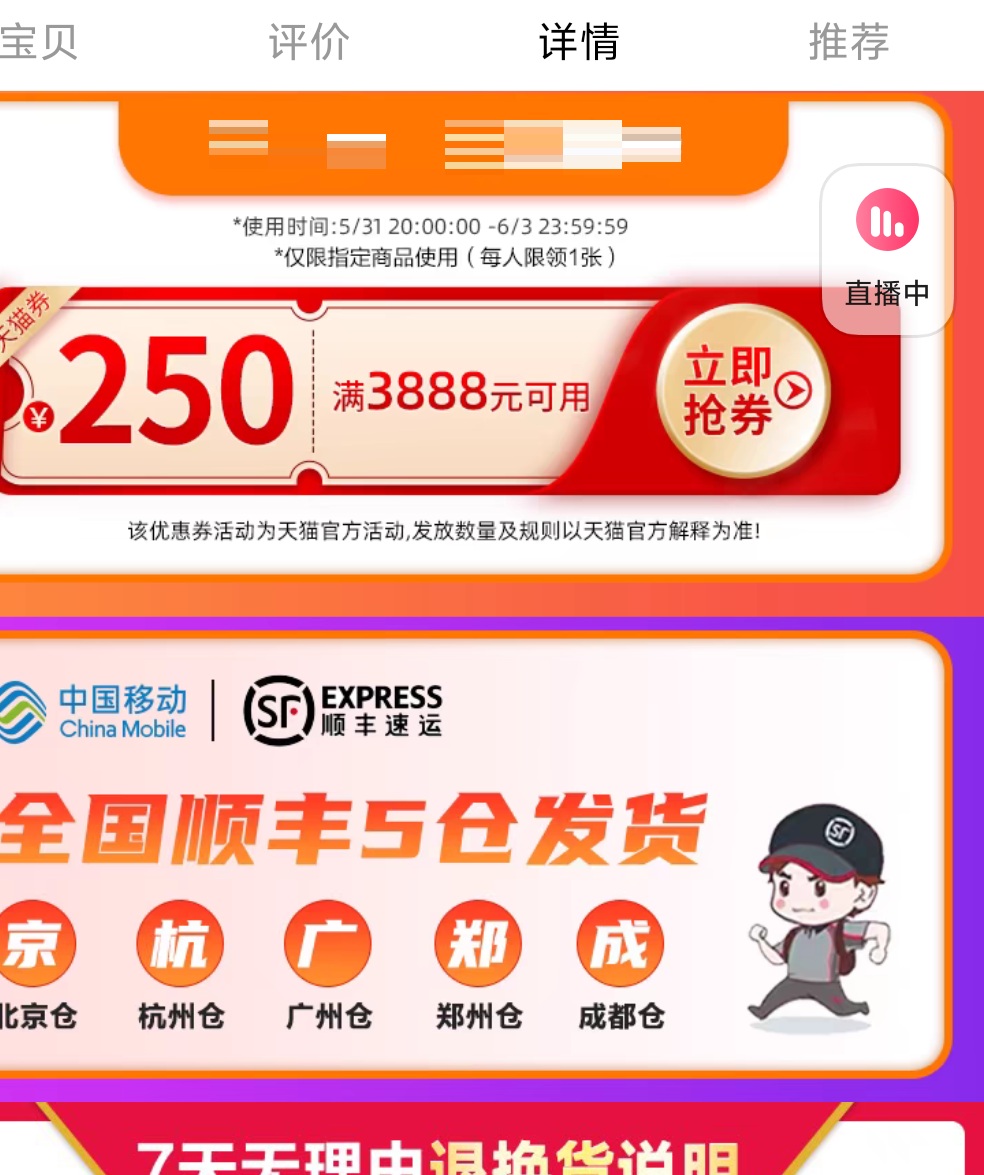 宝贝 评价 详情 推荐
*使用时间:5/31 20:00:00 -6/3 23:59:59
*仅限指定商品使用（每人限领1张）
直播中
天猫券
¥250 满3888元可用 立即
抢券
该优惠券活动为天猫官方活动,发放数量及规则以天猫官方解释为准!
中国移动
China Mobile
SF EXPRESS
顺丰速运
全国顺丰5仓发货
SF
京 杭 广 郑 成
北京仓 杭州仓 广州仓 郑州仓 成都仓
7天无理由退换货说明